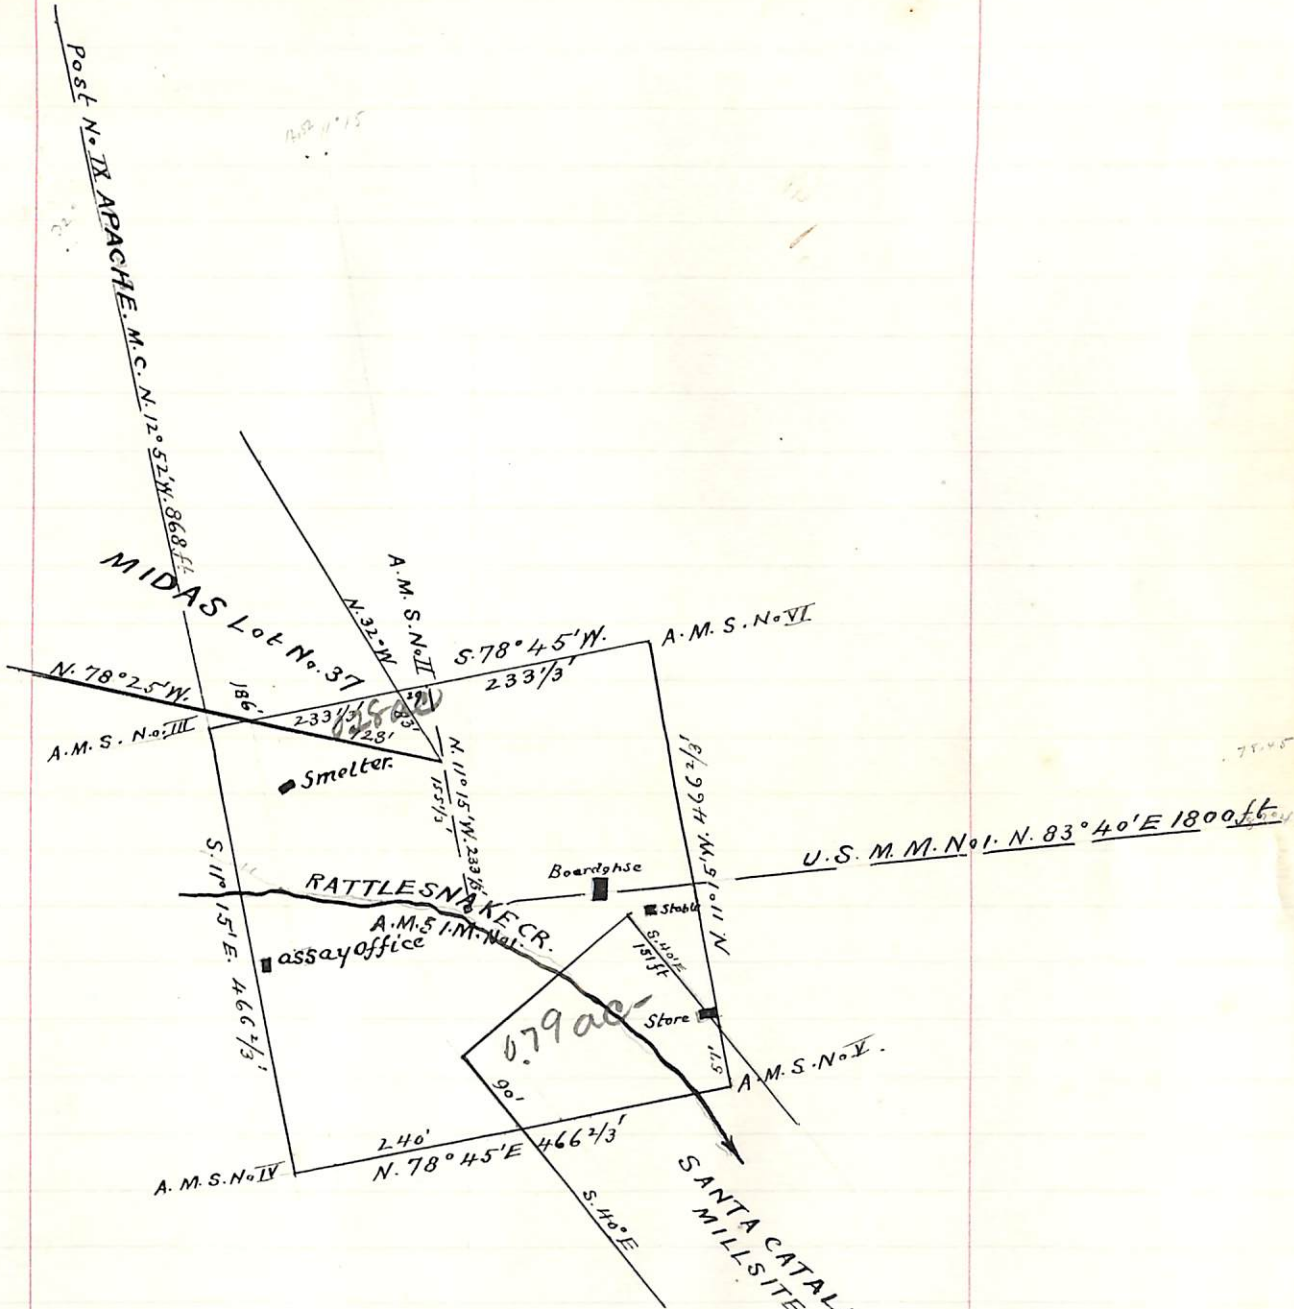 Post No. IX APACHE. M.C. N. 12° 52' W. 868 ft
MIDAS Lot No. 37
N. 32° W
A.M.S. No. II
S. 78° 45' W.
233 1/3'
A.M.S. No. VI
N. 78° 25' W.
186'
233 1/3'
29'
83'
123'
A.M.S. No. III
Smelter.
N. 11° 15' W. 233 1/3'
155 1/2'
N. 11° 15' W. 466 2/3'
U.S. M. M. No 1. N. 83° 40' E 1800 ft
Boardghse
Stable
RATTLESNAKE CR.
A.M.S I.M. No 1.
assay Office
S. 11° 15' E. 466 2/3'
S. 40° E
151 ft
Store
0.79 ac
51'
A.M.S. No. V.
90'
240'
N. 78° 45' E 466 2/3'
A.M.S. No. IV
S. 40° E
SANTA CATAL
MILLSITE